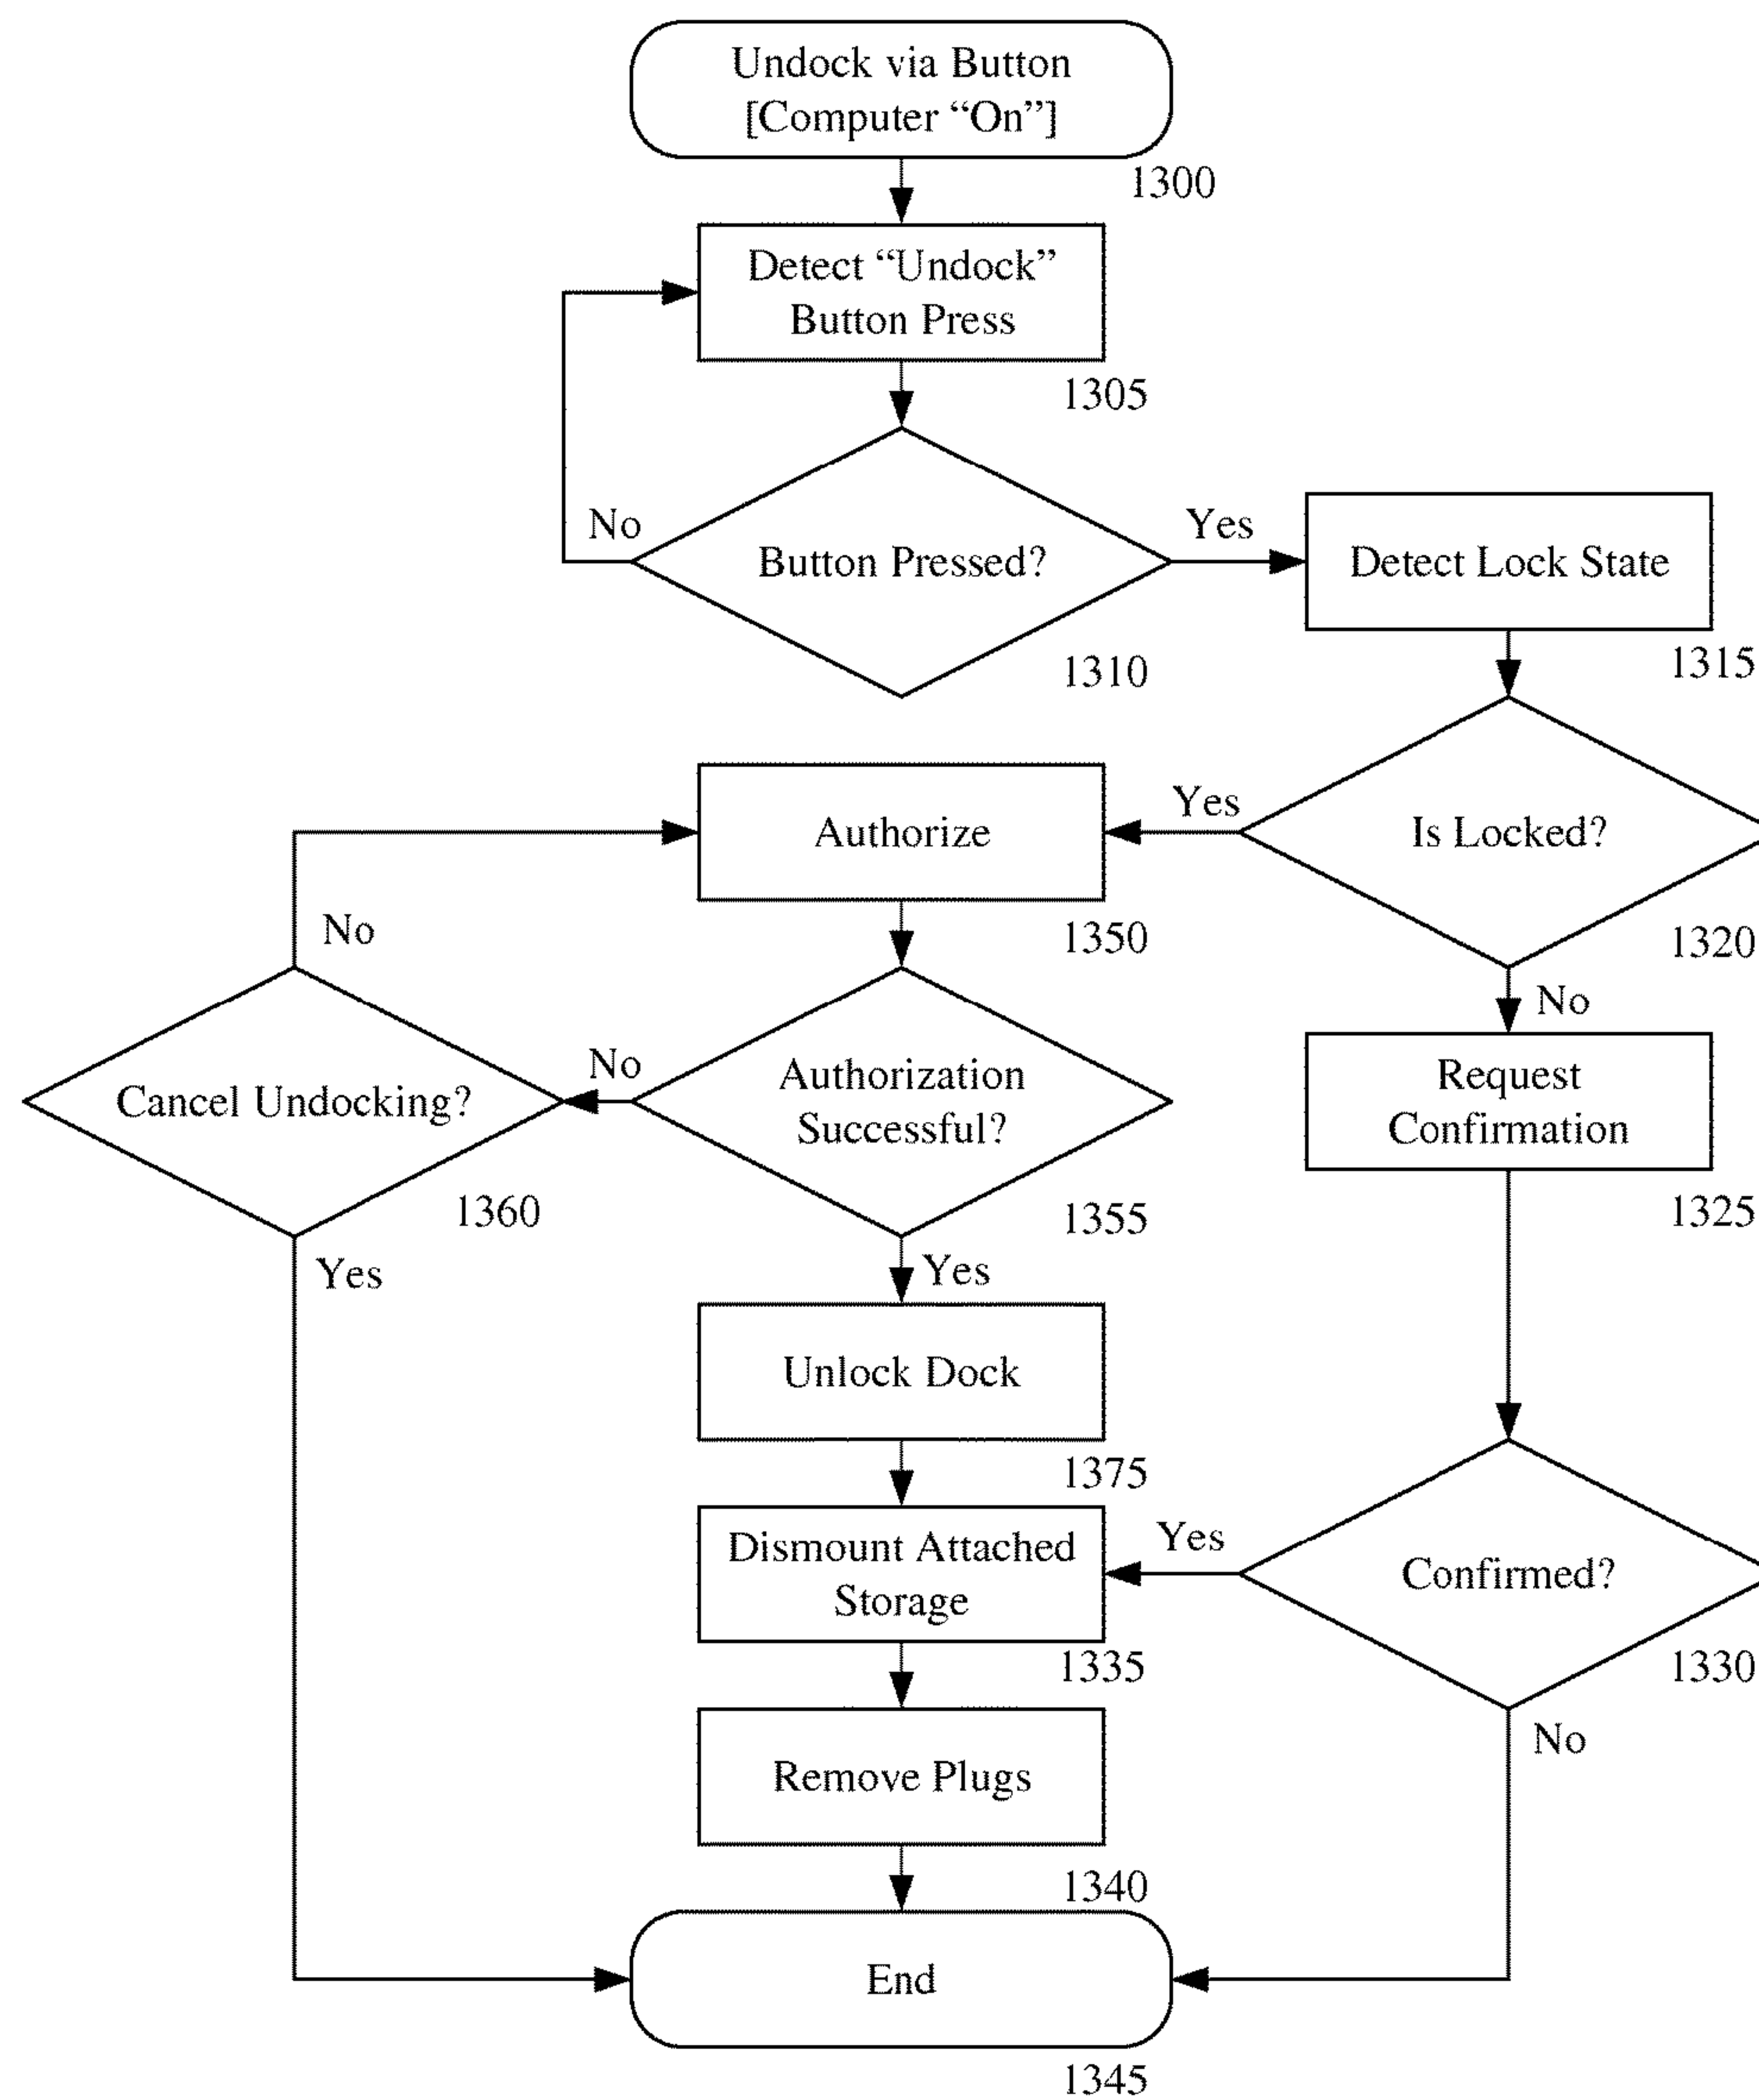 Undock via Button
[Computer “On”]
1300
Detect “Undock”
Button Press
1305
No
Button Pressed?
Yes
1310
Detect Lock State
1315
Authorize
Yes
Is Locked?
1350
1320
No
No
Cancel Undocking?
No
Authorization
Successful?
Request
Confirmation
1360
1355
1325
Yes
Yes
Unlock Dock
1375
Dismount Attached
Storage
Yes
Confirmed?
1335
1330
Remove Plugs
No
1340
End
1345